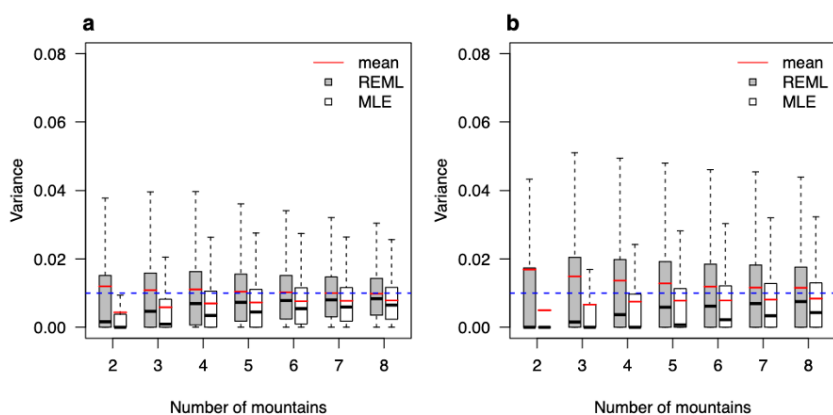 a
0.08
0.06
0.04
0.02
0.00
Variance
mean
REML
MLE
2 3 4 5 6 7 8
Number of mountains
b
0.08
0.06
0.04
0.02
0.00
Variance
mean
REML
MLE
2 3 4 5 6 7 8
Number of mountains